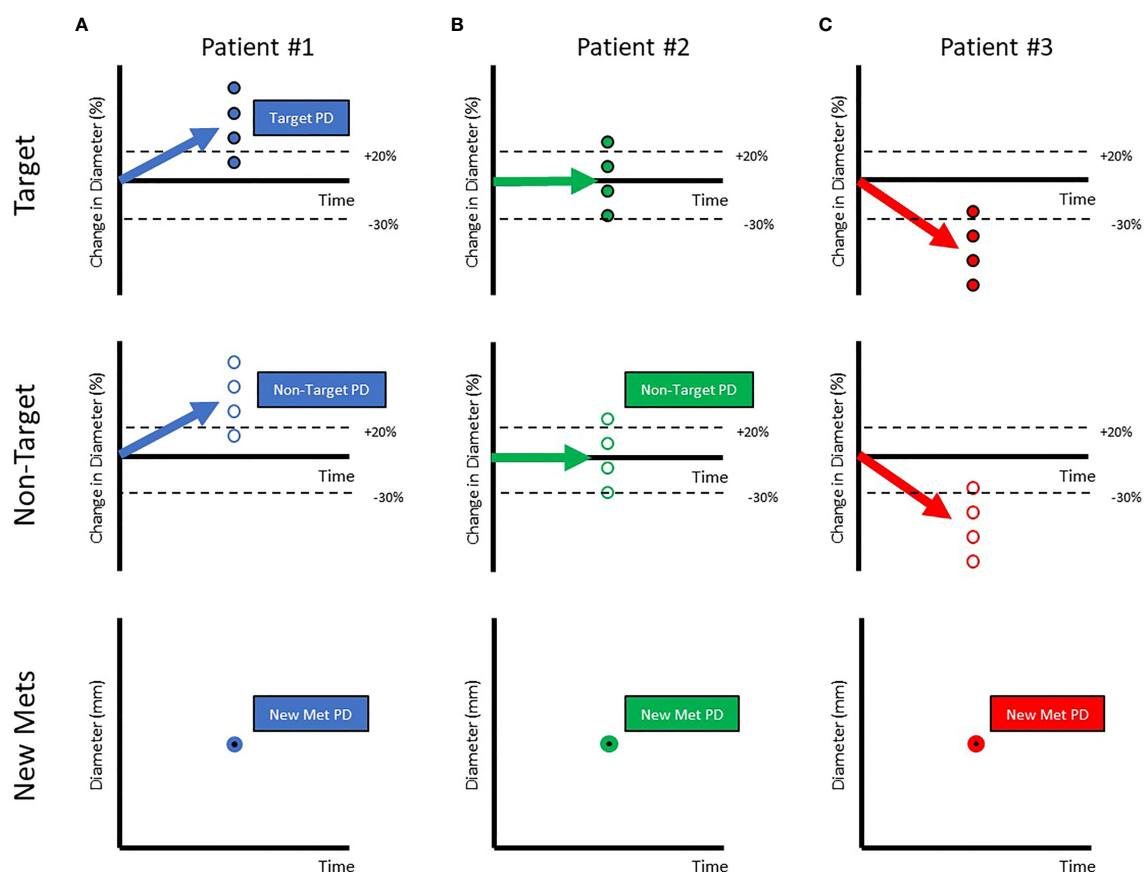 A
B
C
Patient #1
Patient #2
Patient #3
Target
Change in Diameter (%)
Target PD
+20%
Time
-30%
Change in Diameter (%)
+20%
Time
-30%
Change in Diameter (%)
+20%
Time
-30%
Non-Target
Change in Diameter (%)
Non-Target PD
+20%
Time
-30%
Change in Diameter (%)
Non-Target PD
+20%
Time
-30%
Change in Diameter (%)
+20%
Time
-30%
New Mets
Diameter (mm)
New Met PD
Time
Diameter (mm)
New Met PD
Time
Diameter (mm)
New Met PD
Time